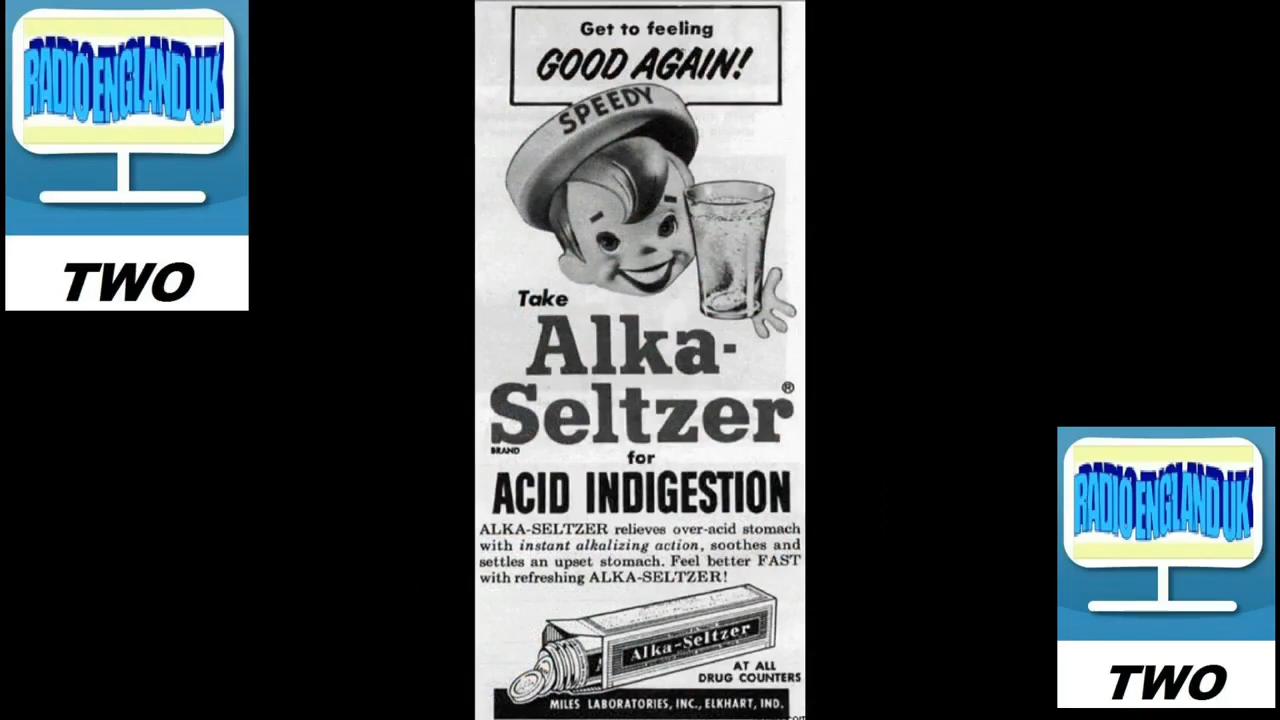 RADIO ENGLAND UK
TWO
Get to feeling
GOOD AGAIN!
SPEEDY
Take
Alka-
Seltzer®
BRAND
for
ACID INDIGESTION
ALKA-SELTZER relieves over-acid stomach
with instant alkalizing action, soothes and
settles an upset stomach. Feel better FAST
with refreshing ALKA-SELTZER!
Alka-Seltzer
AT ALL
DRUG COUNTERS
MILES LABORATORIES, INC., ELKHART, IND.
RADIO ENGLAND UK
TWO